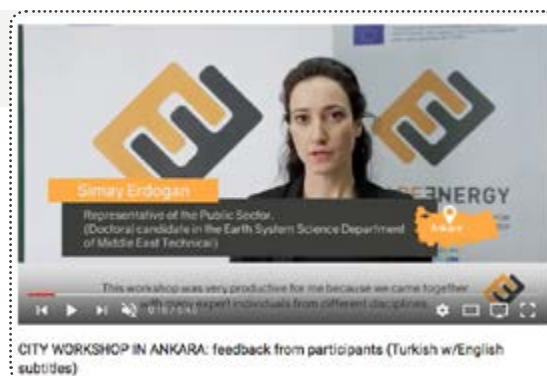 Simay Erdogan
Representative of the Public Sector.
(Doctoral candidate in the Earth System Science Department
of Middle East Technical)
ENERGY
Ankara
This workshop was very productive for me because we came together
with many expert individuals from different disciplines.
CITY WORKSHOP IN ANKARA: feedback from participants (Turkish w/English
subtitles)